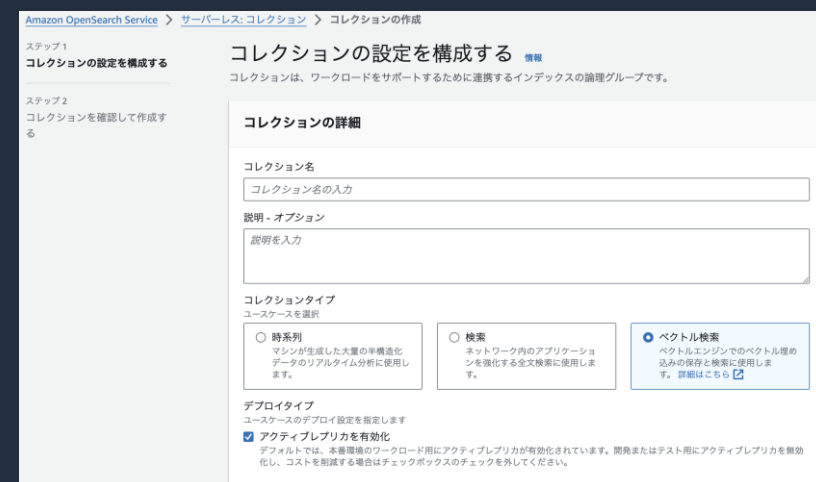 Amazon OpenSearch Service > サーバーレス: コレクション > コレクションの作成
ステップ 1
コレクションの設定を構成する
ステップ 2
コレクションを確認して作成す
る
コレクションの設定を構成する 情報
コレクションは、ワークロードをサポートするために連携するインデックスの論理グループです。
コレクションの詳細
コレクション名
コレクション名の入力
説明 - オプション
説明を入力
コレクションタイプ
ユースケースを選択
時系列
マシンが生成した大量の半構造化
データのリアルタイム分析に使用し
ます。
検索
ネットワーク内のアプリケーショ
ンを強化する全文検索に使用しま
す。
ベクトル検索
ベクトルエンジンでのベクトル埋め
込みの保存と検索に使用しま
す。 詳細はこちら
デプロイタイプ
ユースケースのデプロイ設定を指定します
アクティブレプリカを有効化
デフォルトでは、本番環境のワークロード用にアクティブレプリカが有効化されています。開発またはテスト用にアクティブレプリカを無効
化し、コストを削減する場合はチェックボックスのチェックを外してください。